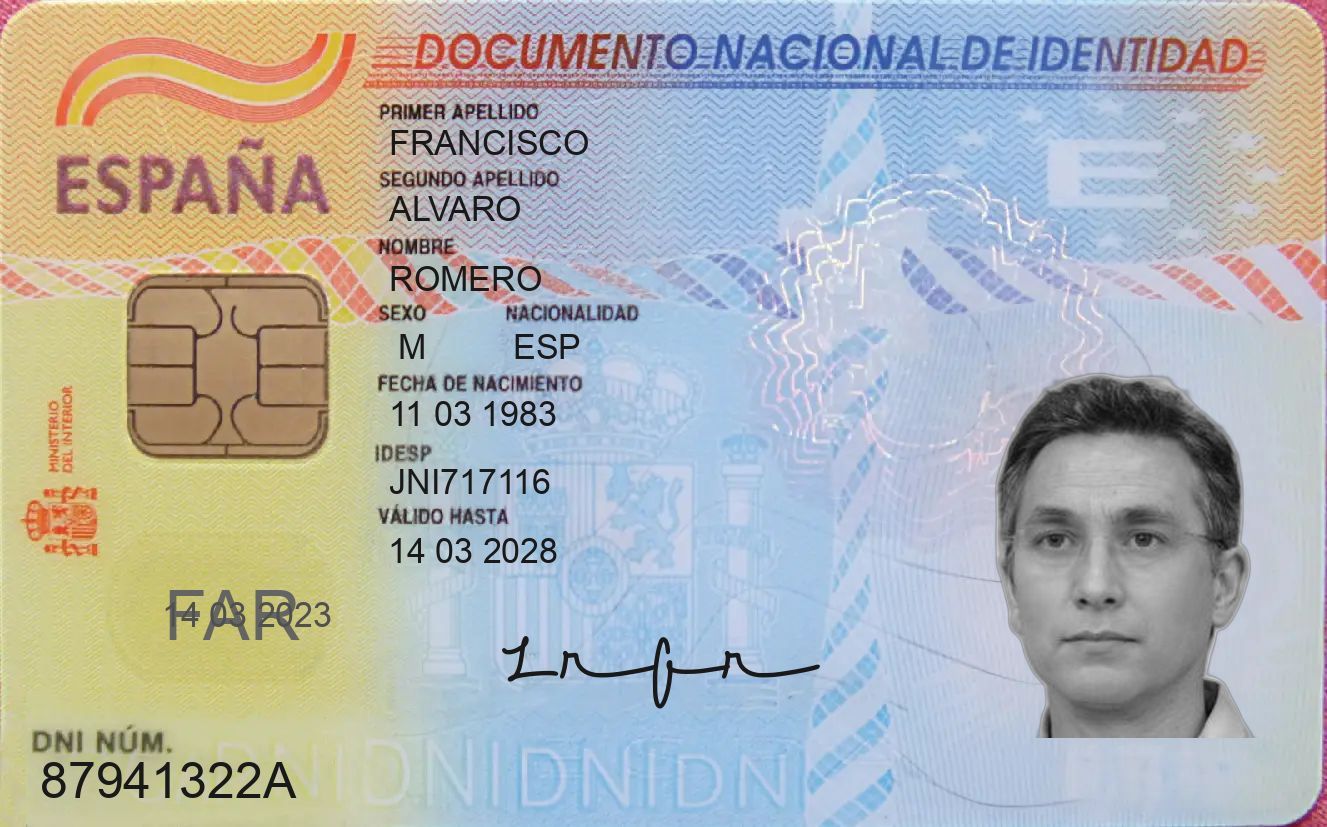 DOCUMENTO NACIONAL DE IDENTIDAD
ESPAÑA
PRIMER APELLIDO
FRANCISCO
SEGUNDO APELLIDO
ALVARO
NOMBRE
ROMERO
SEXO NACIONALIDAD
M ESP
FECHA DE NACIMIENTO
11 03 1983
IDESP
JNI717116
VÁLIDO HASTA
14 03 2028
MINISTERIO
DEL INTERIOR
E
FAR
14 03 2023
DNI NÚM.
87941322A
DNIDNIDNIDNI